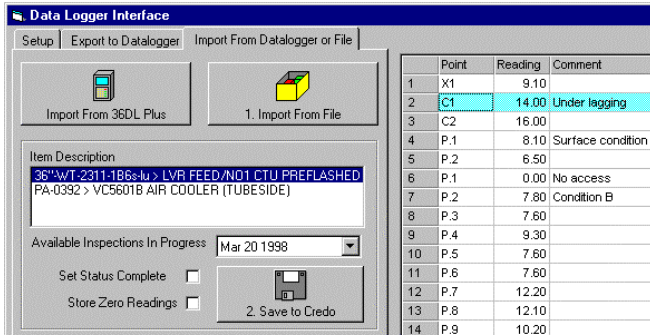 Data Logger Interface
Setup Export to Datalogger Import From Datalogger or File
Import From 36DL Plus 1. Import From File
Item Description
36"-WT-2311-1B6s-lu > LVR FEED/NO1 CTU PREFLASHED
PA-0392 > VC5601B AIR COOLER (TUBESIDE)
Available Inspections In Progress Mar 20 1998
Set Status Complete
Store Zero Readings
2. Save to Credo
Point Reading Comment
1 X1 9.10
2 C1 14.00 Under lagging
3 C2 16.00
4 P.1 8.10 Surface condition
5 P.2 6.50
6 P.1 0.00 No access
7 P.2 7.80 Condition B
8 P.3 7.60
9 P.4 9.30
10 P.5 7.60
11 P.6 7.60
12 P.7 12.20
13 P.8 12.10
14 P.9 10.20